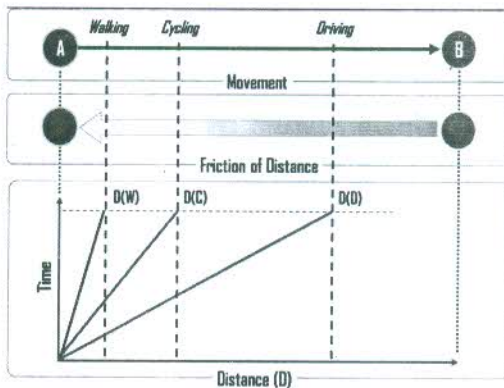 Walking Cycling Driving
A B
Movement
Friction of Distance
D(W) D(C) D(D)
Time
Distance (D)